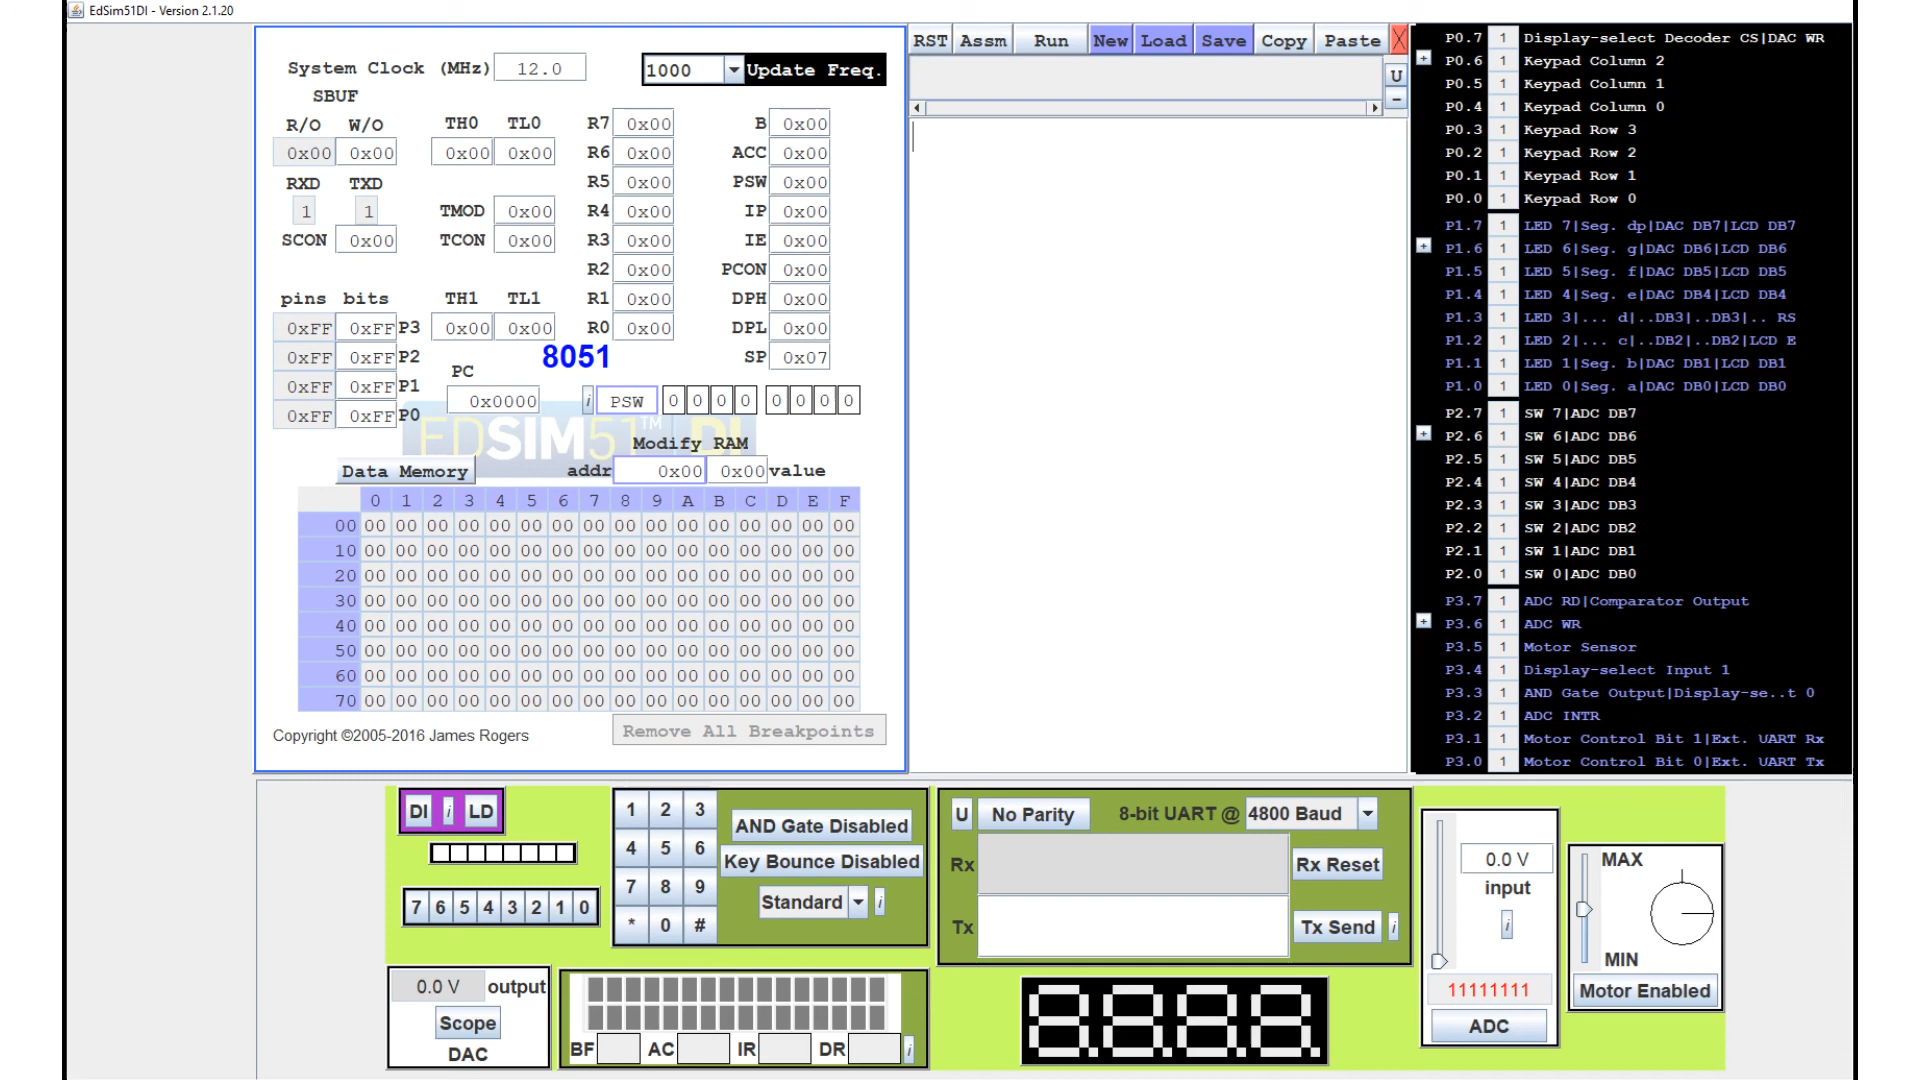 EdSim51DI - Version 2.1.20
System Clock (MHz) 12.0
1000 Update Freq.
SBUF
R/O W/O TH0 TL0 R7 0x00 B 0x00
0x00 0x00 0x00 0x00 R6 0x00 ACC 0x00
RXD TXD R5 0x00 PSW 0x00
1 1 TMOD 0x00 R4 0x00 IP 0x00
SCON 0x00 TCON 0x00 R3 0x00 IE 0x00
R2 0x00 PCON 0x00
pins bits TH1 TL1 R1 0x00 DPH 0x00
0xFF 0xFF P3 0x00 0x00 R0 0x00 DPL 0x00
0xFF 0xFF P2 8051 SP 0x07
0xFF 0xFF P1 PC
0xFF 0xFF P0 0x0000 i PSW 0 0 0 0 0 0 0 0
EDSIM51™ DI
Modify RAM
Data Memory addr 0x00 0x00 value
0 1 2 3 4 5 6 7 8 9 A B C D E F
00 00 00 00 00 00 00 00 00 00 00 00 00 00 00 00 00
10 00 00 00 00 00 00 00 00 00 00 00 00 00 00 00 00
20 00 00 00 00 00 00 00 00 00 00 00 00 00 00 00 00
30 00 00 00 00 00 00 00 00 00 00 00 00 00 00 00 00
40 00 00 00 00 00 00 00 00 00 00 00 00 00 00 00 00
50 00 00 00 00 00 00 00 00 00 00 00 00 00 00 00 00
60 00 00 00 00 00 00 00 00 00 00 00 00 00 00 00 00
70 00 00 00 00 00 00 00 00 00 00 00 00 00 00 00 00
Copyright ©2005-2016 James Rogers Remove All Breakpoints
RST Assm Run New Load Save Copy Paste X
U
-
P0.7 1 Display-select Decoder CS|DAC WR
+ P0.6 1 Keypad Column 2
P0.5 1 Keypad Column 1
P0.4 1 Keypad Column 0
P0.3 1 Keypad Row 3
P0.2 1 Keypad Row 2
P0.1 1 Keypad Row 1
P0.0 1 Keypad Row 0
P1.7 1 LED 7|Seg. dp|DAC DB7|LCD DB7
+ P1.6 1 LED 6|Seg. g|DAC DB6|LCD DB6
P1.5 1 LED 5|Seg. f|DAC DB5|LCD DB5
P1.4 1 LED 4|Seg. e|DAC DB4|LCD DB4
P1.3 1 LED 3|... d|..DB3|..DB3|.. RS
P1.2 1 LED 2|... c|..DB2|..DB2|LCD E
P1.1 1 LED 1|Seg. b|DAC DB1|LCD DB1
P1.0 1 LED 0|Seg. a|DAC DB0|LCD DB0
P2.7 1 SW 7|ADC DB7
+ P2.6 1 SW 6|ADC DB6
P2.5 1 SW 5|ADC DB5
P2.4 1 SW 4|ADC DB4
P2.3 1 SW 3|ADC DB3
P2.2 1 SW 2|ADC DB2
P2.1 1 SW 1|ADC DB1
P2.0 1 SW 0|ADC DB0
P3.7 1 ADC RD|Comparator Output
+ P3.6 1 ADC WR
P3.5 1 Motor Sensor
P3.4 1 Display-select Input 1
P3.3 1 AND Gate Output|Display-se..t 0
P3.2 1 ADC INTR
P3.1 1 Motor Control Bit 1|Ext. UART Rx
P3.0 1 Motor Control Bit 0|Ext. UART Tx
DI i LD
7 6 5 4 3 2 1 0
1 2 3
4 5 6
7 8 9
* 0 #
AND Gate Disabled
Key Bounce Disabled
Standard i
U No Parity 8-bit UART @ 4800 Baud
Rx Rx Reset
Tx Tx Send i
0.0 V
input
i
11111111
ADC
MAX
MIN
Motor Enabled
0.0 V output
Scope
DAC
BF AC IR DR i
8.8.8.8.